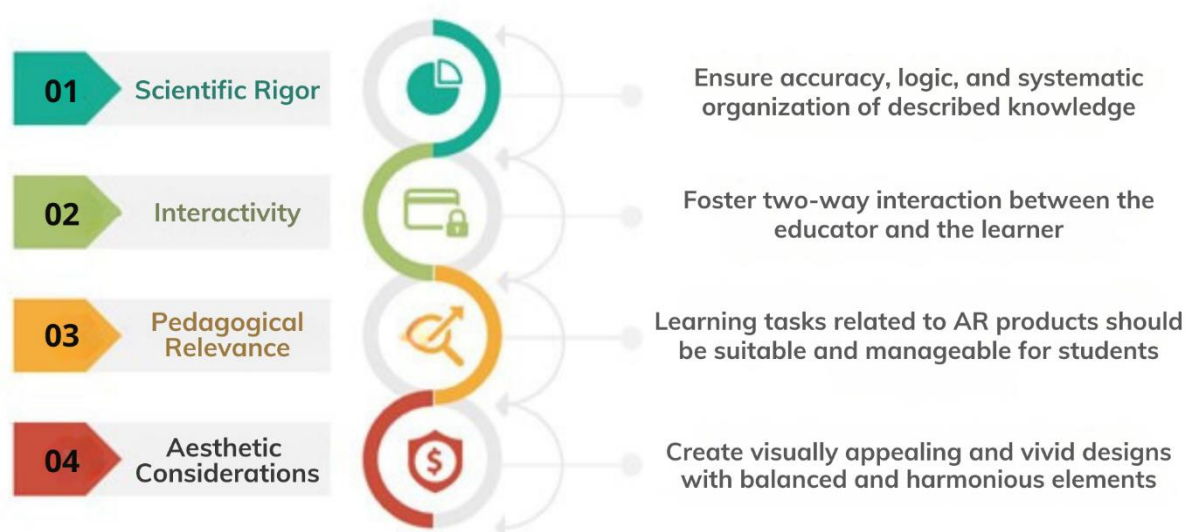 01
Scientific Rigor
Ensure accuracy, logic, and systematic
organization of described knowledge
02
Interactivity
Foster two-way interaction between the
educator and the learner
03
Pedagogical
Relevance
Learning tasks related to AR products should
be suitable and manageable for students
04
Aesthetic
Considerations
$
Create visually appealing and vivid designs
with balanced and harmonious elements